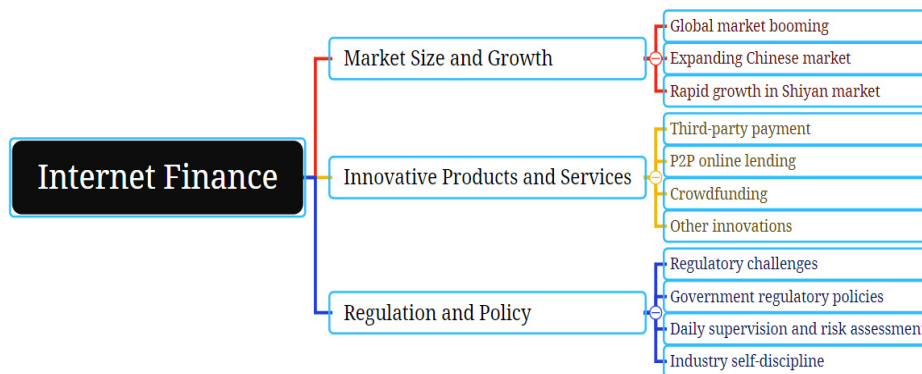 Internet Finance
Market Size and Growth
Global market booming
Expanding Chinese market
Rapid growth in Shiyan market
Innovative Products and Services
Third-party payment
P2P online lending
Crowdfunding
Other innovations
Regulation and Policy
Regulatory challenges
Government regulatory policies
Daily supervision and risk assessment
Industry self-discipline